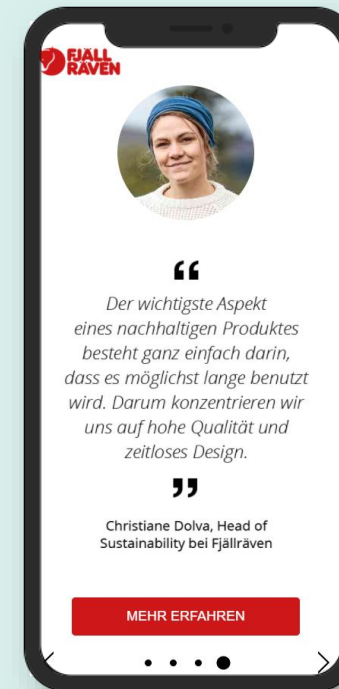 FJÄLL
RÄVEN
“
Der wichtigste Aspekt
eines nachhaltigen Produktes
besteht ganz einfach darin,
dass es möglichst lange benutzt
wird. Darum konzentrieren wir
uns auf hohe Qualität und
zeitloses Design.
”
Christiane Dolva, Head of
Sustainability bei Fjällräven
MEHR ERFAHREN